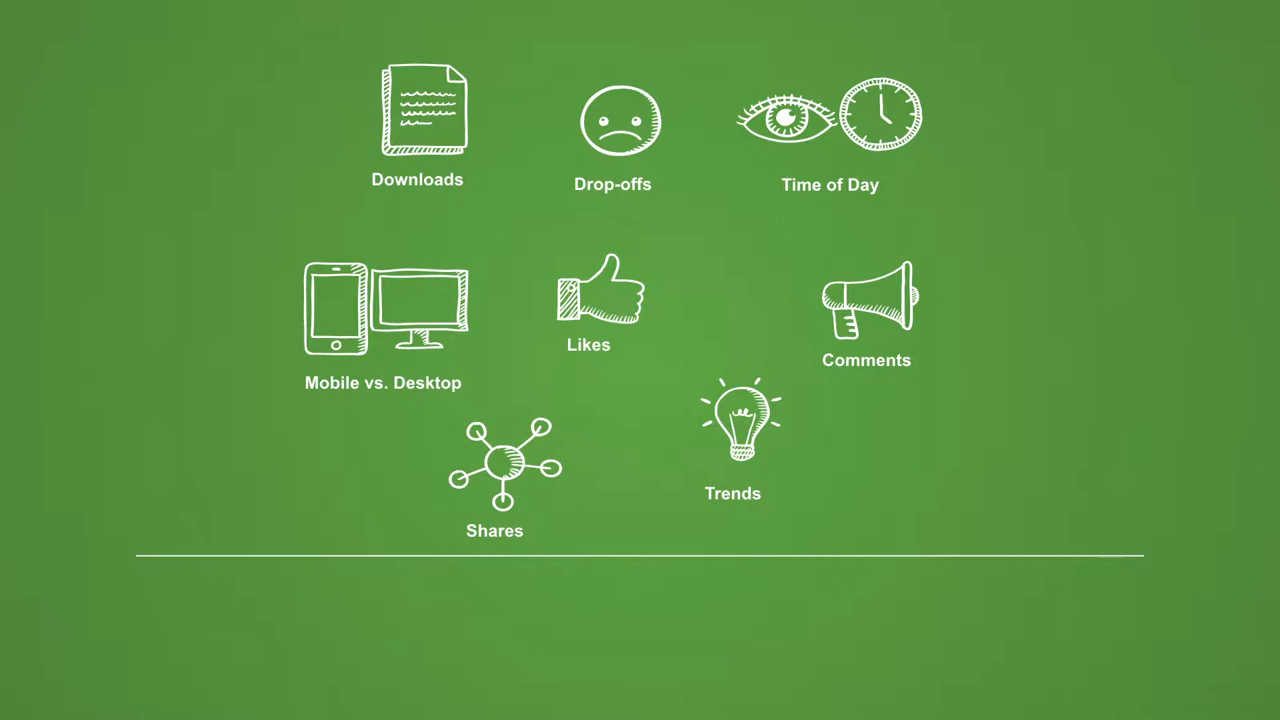 Downloads
Drop-offs
Time of Day
Mobile vs. Desktop
Likes
Comments
Shares
Trends